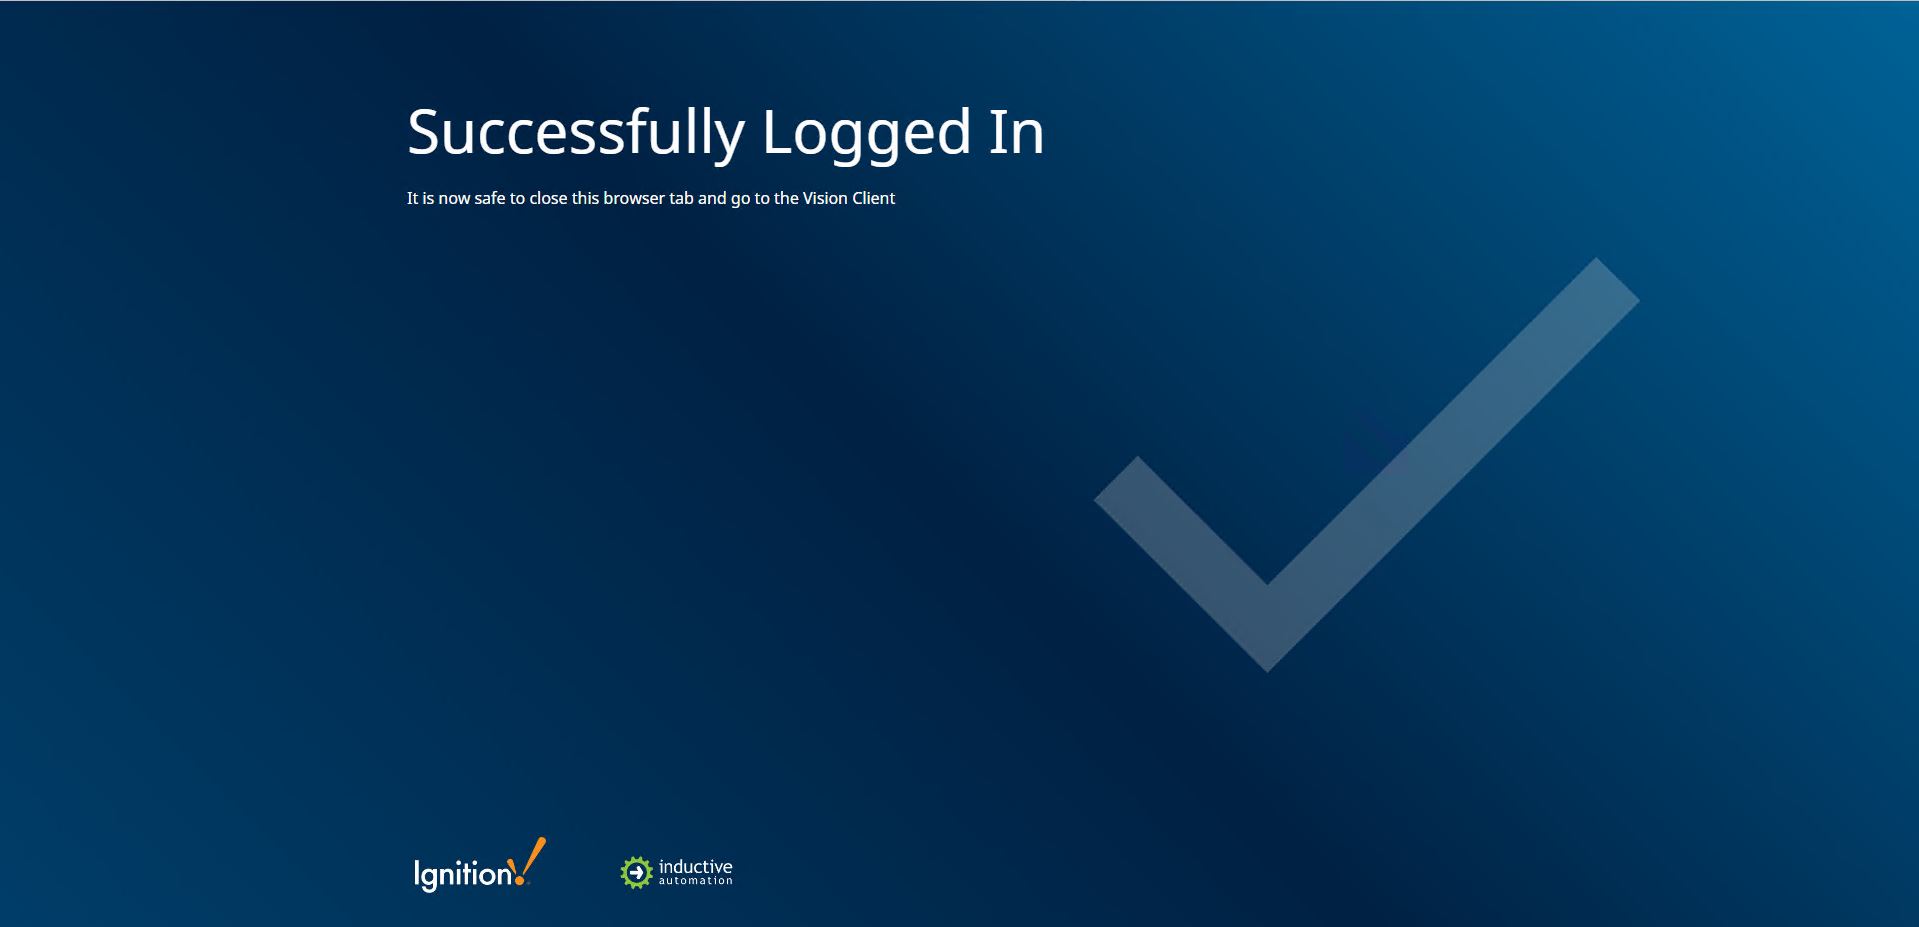 Successfully Logged In
It is now safe to close this browser tab and go to the Vision Client
Ignition!
inductive
automation